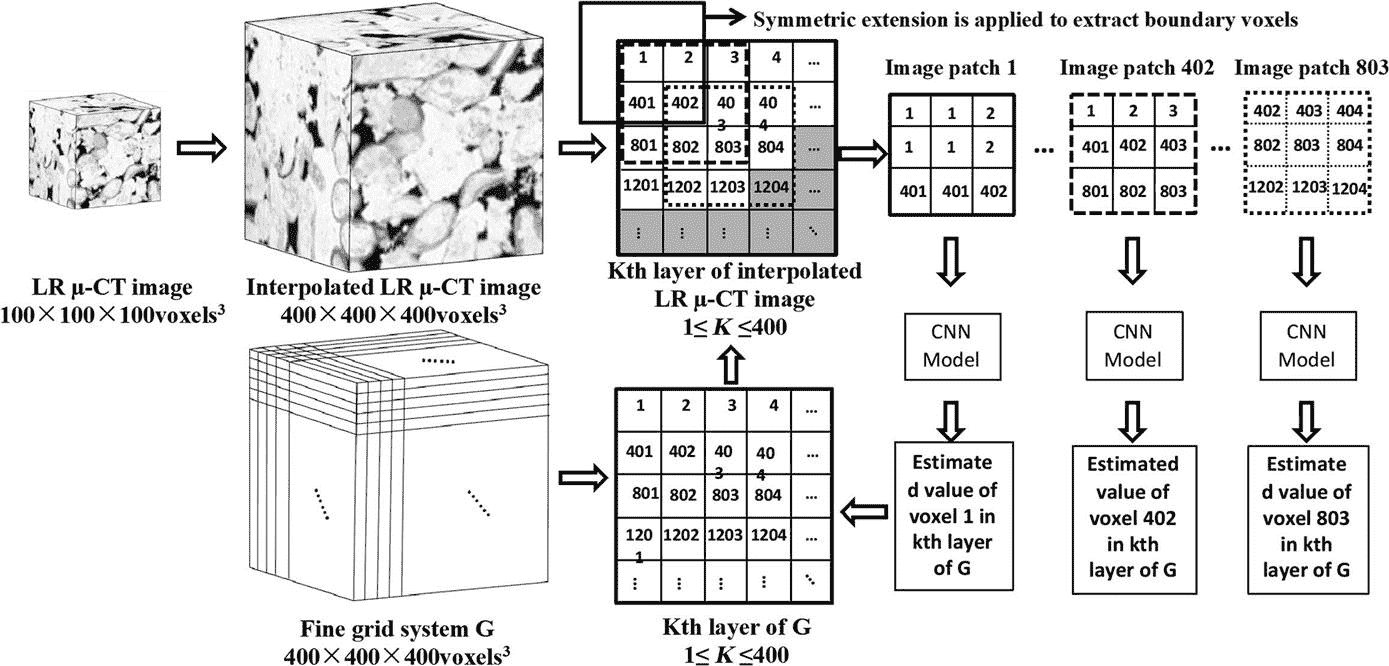 Symmetric extension is applied to extract boundary voxels
LR μ-CT image
100×100×100voxels³
Interpolated LR μ-CT image
400×400×400voxels³
1 2 3 4 ...
401 402 40 40
3 4
...
801 802 803 804 ...
1201 1202 1203 1204 ...
⋮ ⋮ ⋮ ⋮ ⋱
Kth layer of interpolated
LR μ-CT image
1≤ K ≤400
Image patch 1
1 1 2
1 1 2
401 401 402
...
Image patch 402
1 2 3
401 402 403
801 802 803
...
Image patch 803
402 403 404
802 803 804
1202 1203 1204
CNN
Model
CNN
Model
CNN
Model
Estimate
d value of
voxel 1 in
kth layer
of G
Estimated
value of
voxel 402
in kth
layer of G
Estimate
d value of
voxel 803
in kth
layer of G
Fine grid system G
400×400×400voxels³
1 2 3 4 ...
401 402 40 40 ...
3 4
801 802 803 804 ...
120 1202 1203 1204 ...
1
⋮ ⋮ ⋮ ⋮ ⋱
Kth layer of G
1≤ K ≤400